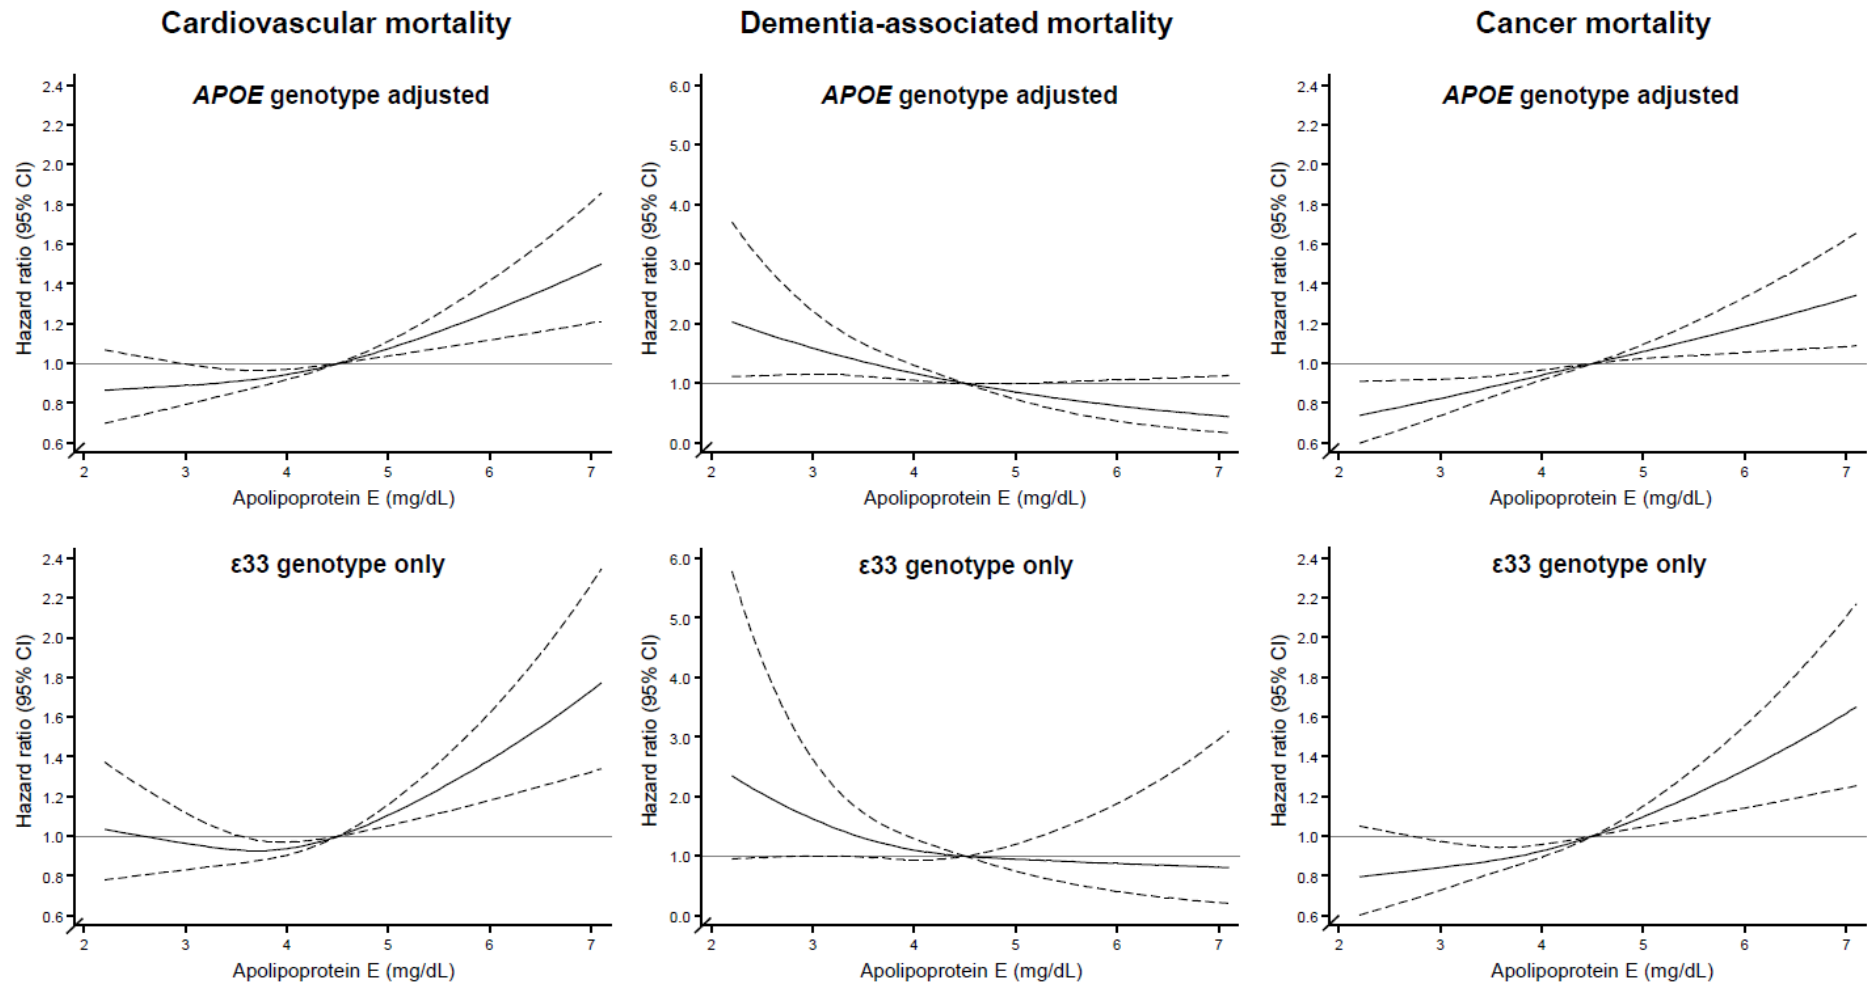 Cardiovascular mortality
Dementia-associated mortality
Cancer mortality
APOE genotype adjusted
Hazard ratio (95% CI)
2.4
2.2
2.0
1.8
1.6
1.4
1.2
1.0
0.8
0.6
2 3 4 5 6 7
Apolipoprotein E (mg/dL)
APOE genotype adjusted
Hazard ratio (95% CI)
6.0
5.0
4.0
3.0
2.0
1.0
0.0
2 3 4 5 6 7
Apolipoprotein E (mg/dL)
APOE genotype adjusted
Hazard ratio (95% CI)
2.4
2.2
2.0
1.8
1.6
1.4
1.2
1.0
0.8
0.6
2 3 4 5 6 7
Apolipoprotein E (mg/dL)
ε33 genotype only
Hazard ratio (95% CI)
2.4
2.2
2.0
1.8
1.6
1.4
1.2
1.0
0.8
0.6
2 3 4 5 6 7
Apolipoprotein E (mg/dL)
ε33 genotype only
Hazard ratio (95% CI)
6.0
5.0
4.0
3.0
2.0
1.0
0.0
2 3 4 5 6 7
Apolipoprotein E (mg/dL)
ε33 genotype only
Hazard ratio (95% CI)
2.4
2.2
2.0
1.8
1.6
1.4
1.2
1.0
0.8
0.6
2 3 4 5 6 7
Apolipoprotein E (mg/dL)